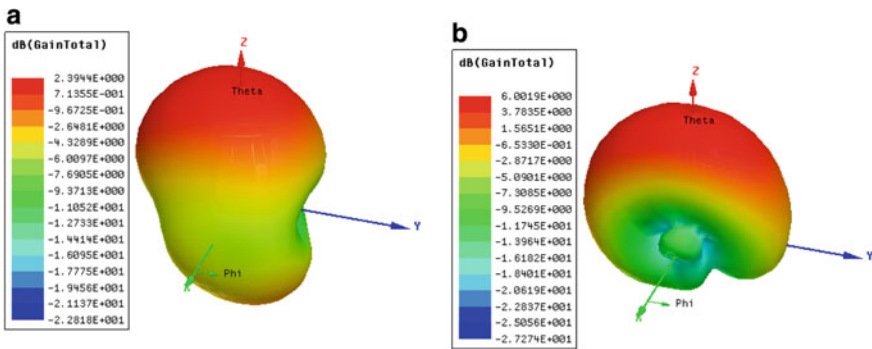 a
dB(GainTotal)
2.3944E+000
7.1355E-001
-9.6725E-001
-2.6481E+000
-4.3289E+000
-6.0097E+000
-7.6905E+000
-9.3713E+000
-1.1052E+001
-1.2733E+001
-1.4414E+001
-1.6095E+001
-1.7775E+001
-1.9456E+001
-2.1137E+001
-2.2818E+001
Z
Theta
Y
Phi
X
b
dB(GainTotal)
6.0019E+000
3.7835E+000
1.5651E+000
-6.5330E-001
-2.8717E+000
-5.0901E+000
-7.3085E+000
-9.5269E+000
-1.1745E+001
-1.3964E+001
-1.6182E+001
-1.8401E+001
-2.0619E+001
-2.2837E+001
-2.5056E+001
-2.7274E+001
Z
Theta
Y
Phi
X